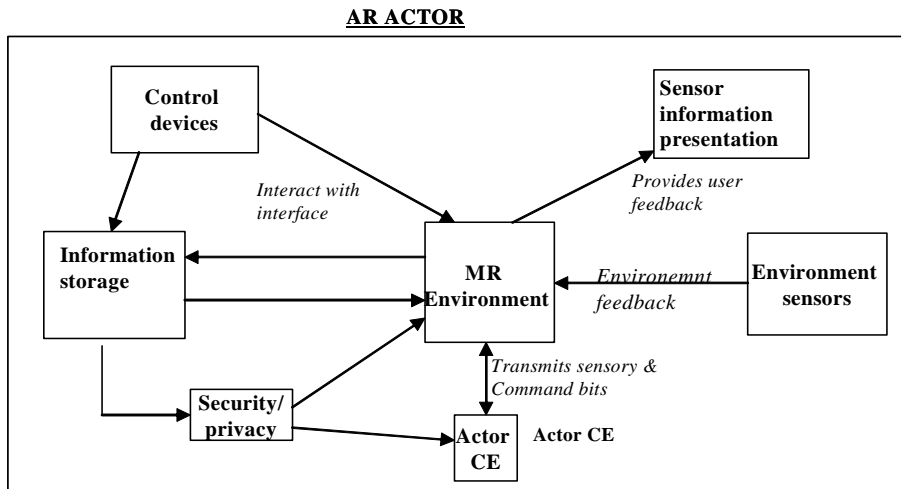 AR ACTOR
Control
devices
Sensor
information
presentation
Interact with
interface
Provides user
feedback
Information
storage
MR
Environment
Environemnt
feedback
Environment
sensors
Transmits sensory &
Command bits
Security/
privacy
Actor
CE
Actor CE